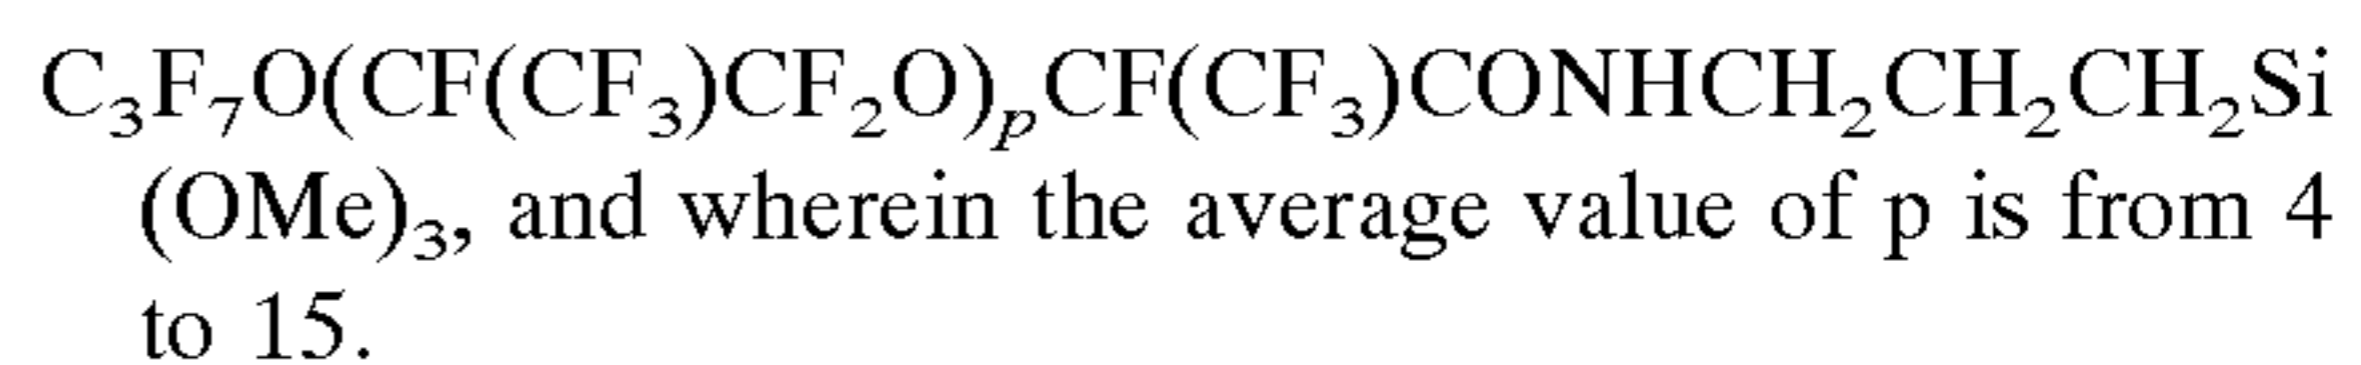 C₃F₇O(CF(CF₃)CF₂O)ₚCF(CF₃)CONHCH₂CH₂CH₂Si
(OMe)₃, and wherein the average value of p is from 4
to 15.